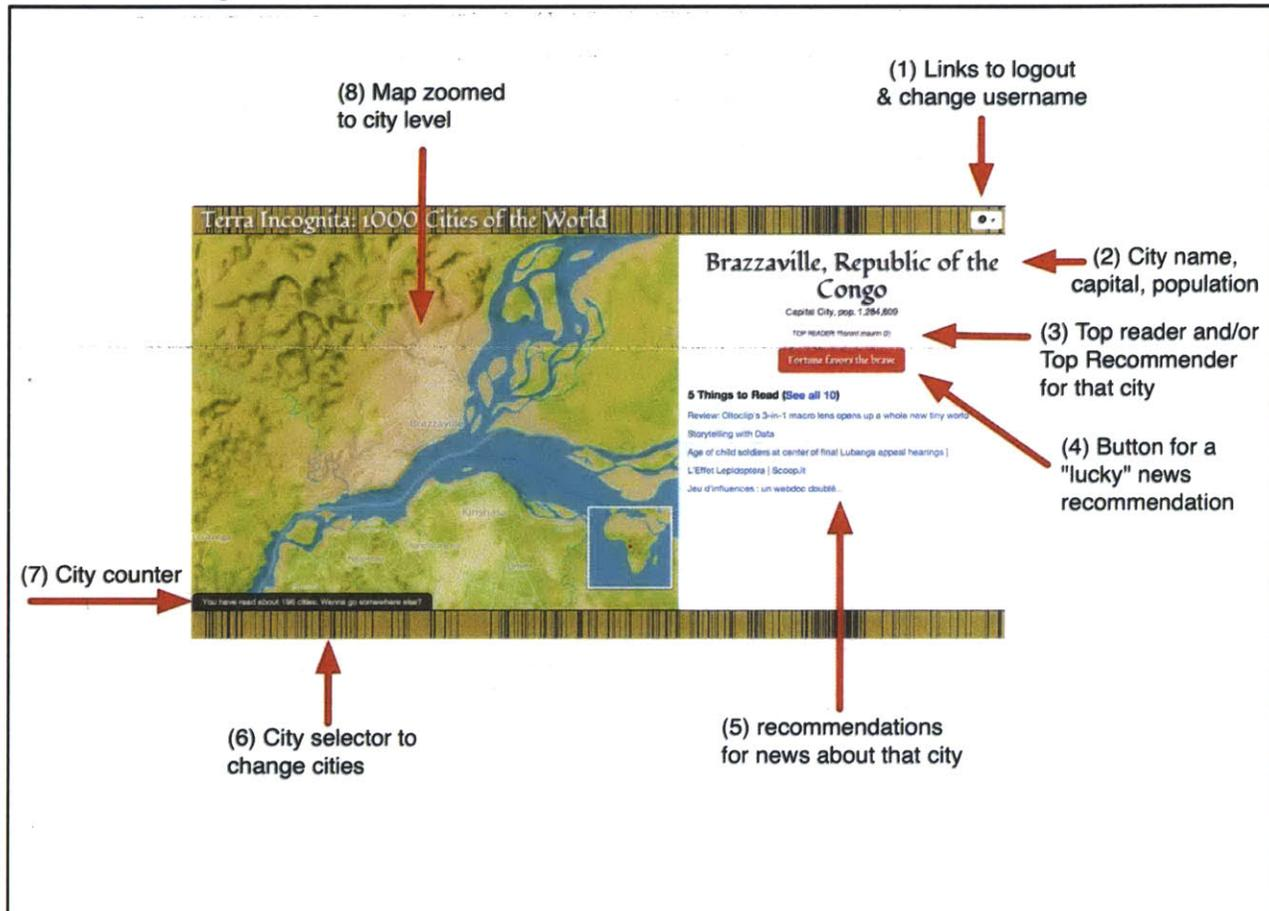 (8) Map zoomed
to city level
(1) Links to logout
& change username
Terra Incognita: 1000 Cities of the World
Brazzaville, Republic of the
Congo
Capital City, pop. 1,284,609
(2) City name,
capital, population
TOP READER:
(3) Top reader and/or
Top Recommender
for that city
Fortune favors the brave
5 Things to Read (See all 10)
Review: Olloclip's 3-in-1 macro lens opens up a whole new tiny world
Storytelling with Data
Age of child soldiers at center of final Lubanga appeal hearings |
L'Effet Lepidoptera | Scoop.it
Jeu d'influences : un webdoc doublé...
(4) Button for a
"lucky" news
recommendation
Brazzaville
Kinshasa
(7) City counter
You have read about 196 cities. Wanna go somewhere else?
(6) City selector to
change cities
(5) recommendations
for news about that city